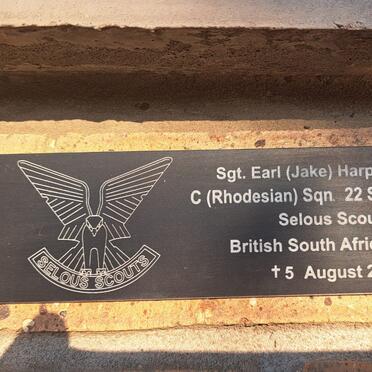 Sgt. Earl (Jake) Harp
C (Rhodesian) Sqn 22 S
Selous Scou
British South Afric
† 5 August 2
SELOUS SCOUTS